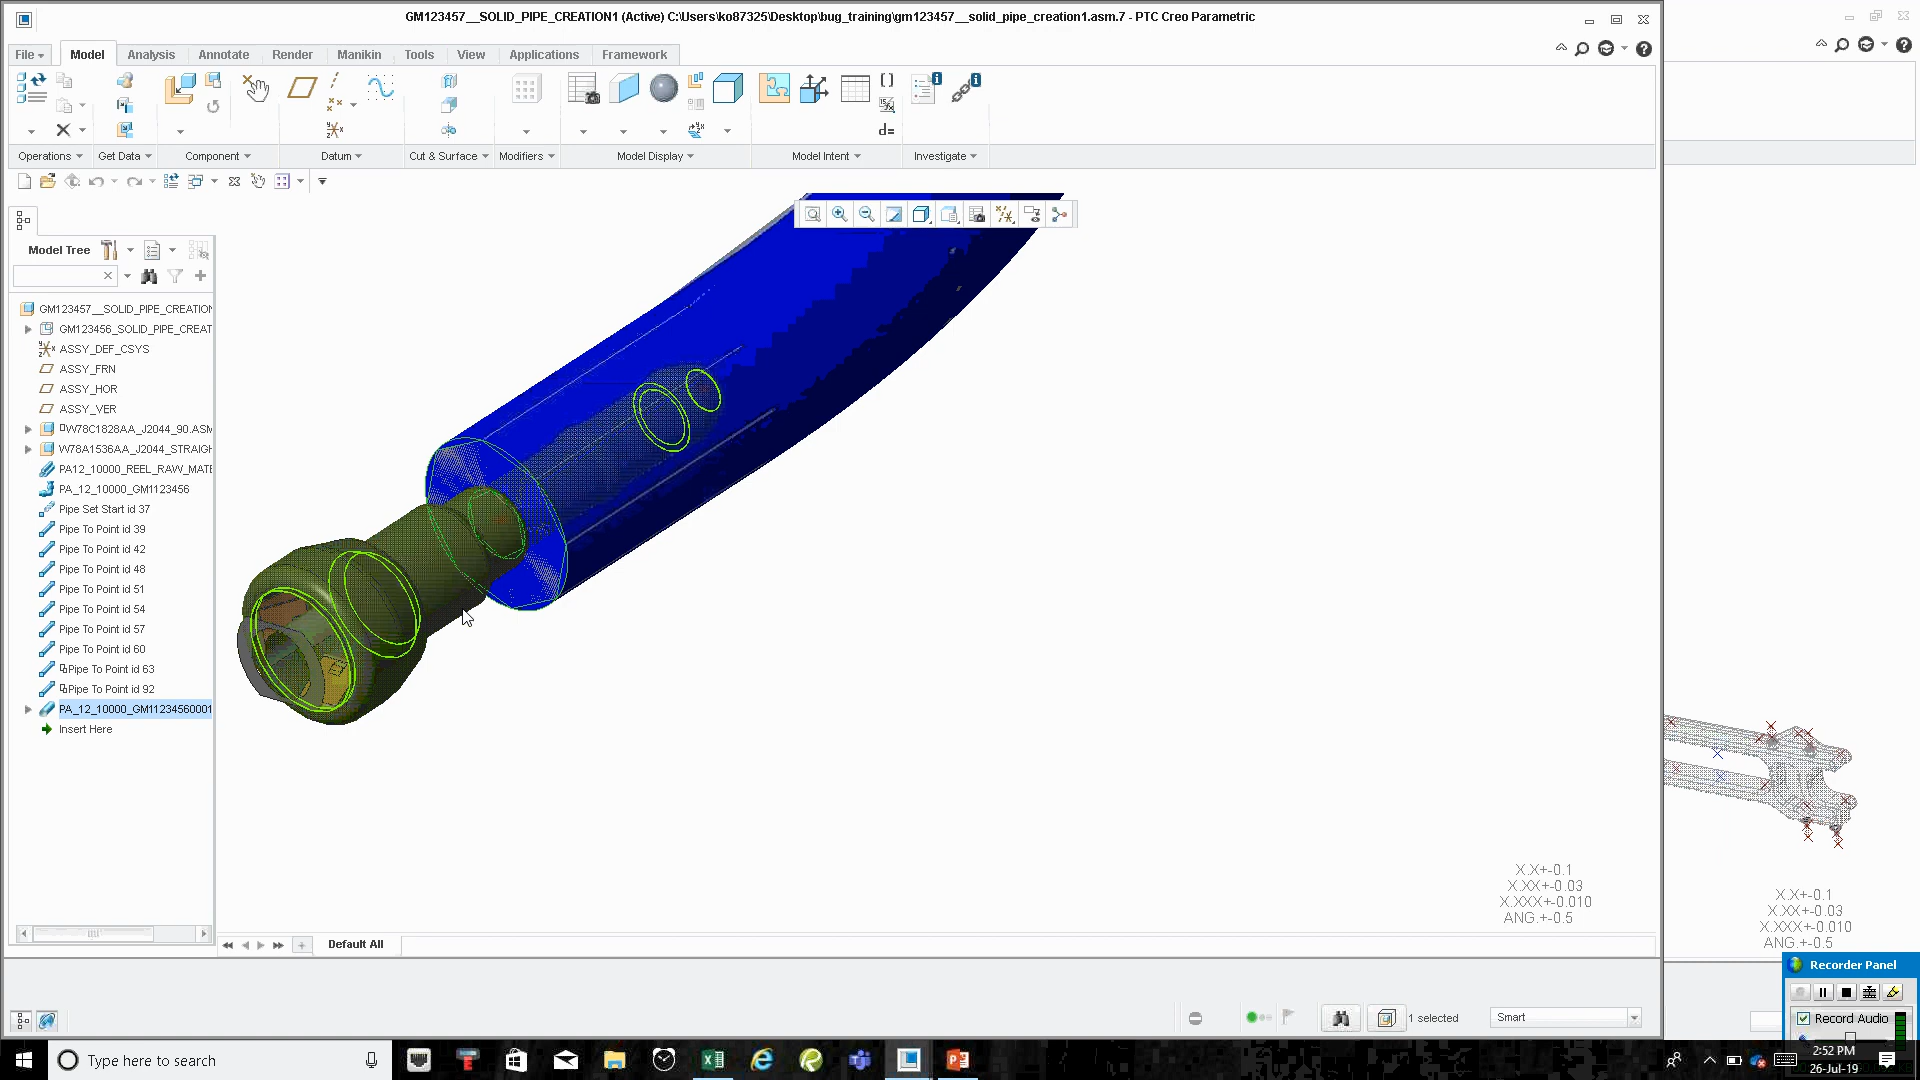 GM123457__SOLID_PIPE_CREATION1 (Active) C:\Users\ko87325\Desktop\bug_training\gm123457__solid_pipe_creation1.asm.7 - PTC Creo Parametric
File Model Analysis Annotate Render Manikin Tools View Applications Framework
d=
Operations Get Data Component Datum Cut & Surface Modifiers Model Display Model Intent Investigate
Model Tree
GM123457__SOLID_PIPE_CREATION
GM123456_SOLID_PIPE_CREAT
ASSY_DEF_CSYS
ASSY_FRN
ASSY_HOR
ASSY_VER
W78C1828AA_J2044_90.ASM
W78A1536AA_J2044_STRAIGH
PA12_10000_REEL_RAW_MATE
PA_12_10000_GM1123456
Pipe Set Start id 37
Pipe To Point id 39
Pipe To Point id 42
Pipe To Point id 48
Pipe To Point id 51
Pipe To Point id 54
Pipe To Point id 57
Pipe To Point id 60
Pipe To Point id 63
Pipe To Point id 92
PA_12_10000_GM11234560001
Insert Here
X.X+-0.1
X.XX+-0.03
X.XXX+-0.010
ANG.+-0.5
X.X+-0.1
X.XX+-0.03
X.XXX+-0.010
ANG.+-0.5
Default All
Recorder Panel
Record Audio
1 selected
Smart
Type here to search
2:52 PM
26-Jul-19